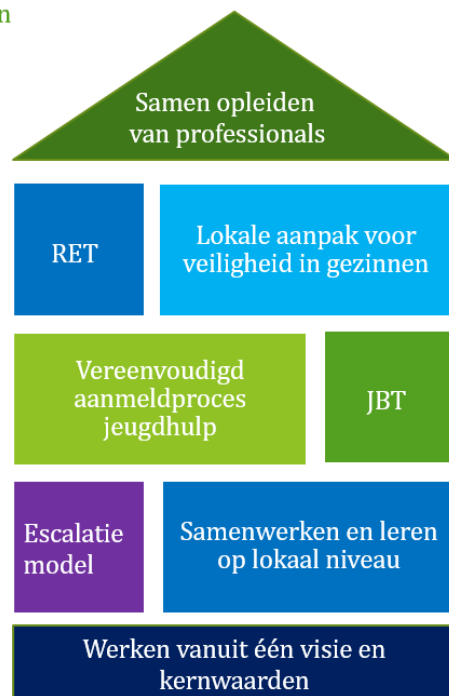 n
Samen opleiden
van professionals
RET
Lokale aanpak voor
veiligheid in gezinnen
Vereenvoudigd
aanmeldproces
jeugdhulp
JBT
Escalatie
model
Samenwerken en leren
op lokaal niveau
Werken vanuit één visie en
kernwaarden